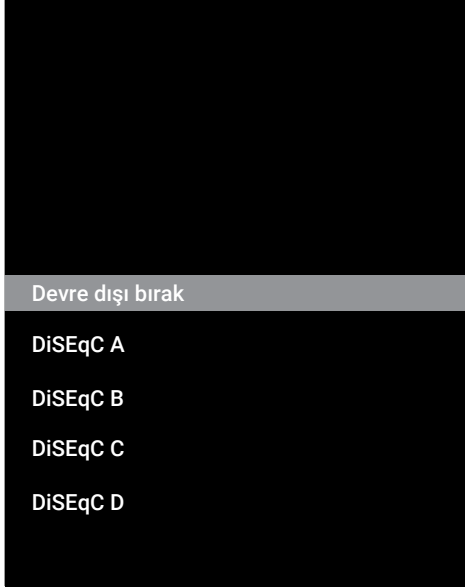 Devre dışı bırak
DiSEqC A
DiSEqC B
DiSEqC C
DiSEqC D